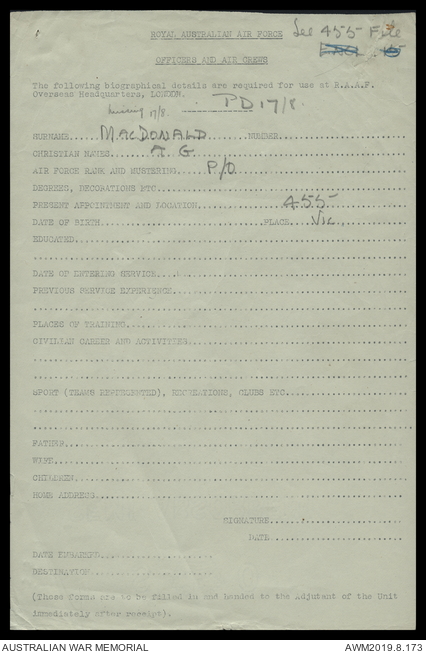 ROYAL AUSTRALIAN AIR FORCE See 455 File
OFFICERS AND AIR CREWS
The following biographical details are required for use at R.A.A.F.
Overseas Headquarters, LONDON.
missing 17/8. PD 17/8.
SURNAME MACDONALD NUMBER
CHRISTIAN NAMES A G
AIR FORCE RANK AND MUSTERING P/O
DEGREES, DECORATIONS ETC
PRESENT APPOINTMENT AND LOCATION 455
DATE OF BIRTH PLACE Vic
EDUCATED
DATE OF ENTERING SERVICE
PREVIOUS SERVICE EXPERIENCE
PLACES OF TRAINING
CIVILIAN CAREER AND ACTIVITIES
SPORT (TEAMS REPRESENTED), RECREATIONS, CLUBS ETC
FATHER
WIFE
CHILDREN
HOME ADDRESS
SIGNATURE
DATE
DATE EMBARKED
DESTINATION
(These forms are to be filled in and handed to the Adjutant of the Unit
immediately after receipt).
AUSTRALIAN WAR MEMORIAL AWM2019.8.173